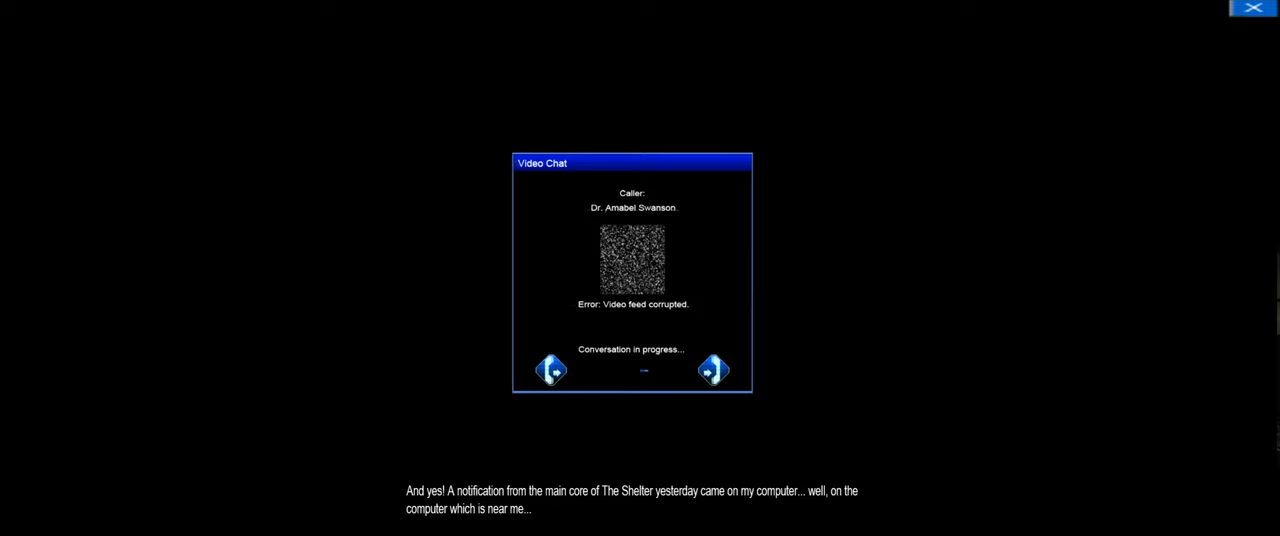 Video Chat
Caller:
Dr. Amabel Swanson
Error: Video feed corrupted.
Conversation in progress...
And yes! A notification from the main core of The Shelter yesterday came on my computer... well, on the
computer which is near me...